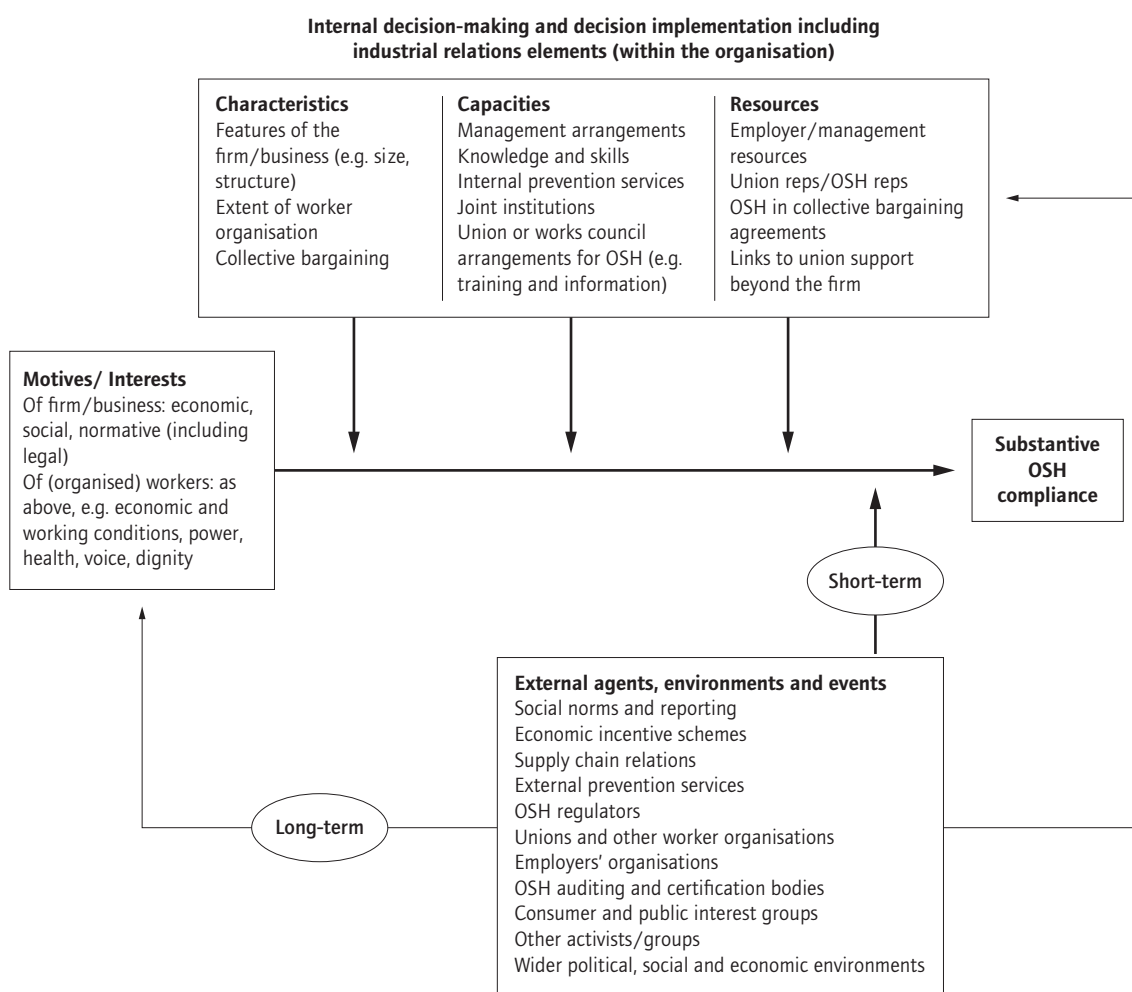 Internal decision-making and decision implementation including
industrial relations elements (within the organisation)
Characteristics
Features of the
firm/business (e.g. size,
structure)
Extent of worker
organisation
Collective bargaining
Capacities
Management arrangements
Knowledge and skills
Internal prevention services
Joint institutions
Union or works council
arrangements for OSH (e.g.
training and information)
Resources
Employer/management
resources
Union reps/OSH reps
OSH in collective bargaining
agreements
Links to union support
beyond the firm
Motives/ Interests
Of firm/business: economic,
social, normative (including
legal)
Of (organised) workers: as
above, e.g. economic and
working conditions, power,
health, voice, dignity
Substantive
OSH
compliance
Short-term
External agents, environments and events
Social norms and reporting
Economic incentive schemes
Supply chain relations
External prevention services
OSH regulators
Unions and other worker organisations
Employers' organisations
OSH auditing and certification bodies
Consumer and public interest groups
Other activists/groups
Wider political, social and economic environments
Long-term